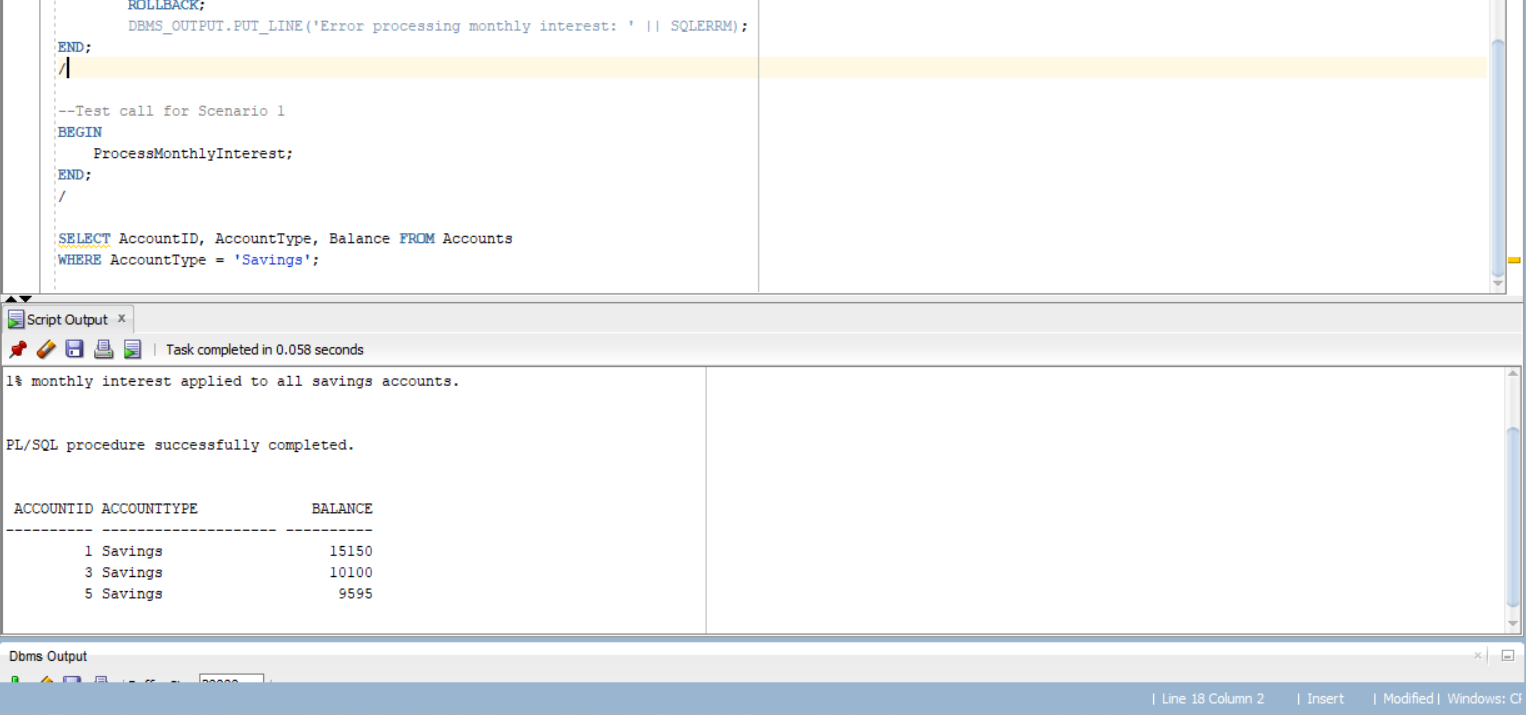 ROLLBACK;
DBMS_OUTPUT.PUT_LINE('Error processing monthly interest: ' || SQLERRM);
END;
/
--Test call for Scenario 1
BEGIN
ProcessMonthlyInterest;
END;
/
SELECT AccountID, AccountType, Balance FROM Accounts
WHERE AccountType = 'Savings';
Script Output x
| Task completed in 0.058 seconds
1% monthly interest applied to all savings accounts.
PL/SQL procedure successfully completed.
ACCOUNTID ACCOUNTTYPE BALANCE
---------- -------------------- ----------
1 Savings 15150
3 Savings 10100
5 Savings 9595
Dbms Output
| Line 18 Column 2 | Insert | Modified | Windows: